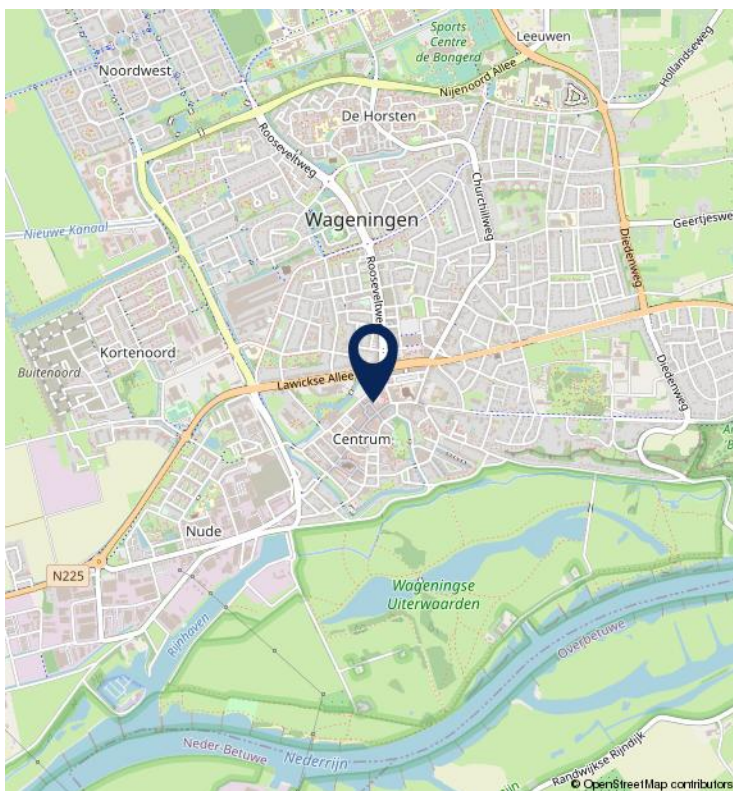 Sports
Centre
de Bongerd
Leeuwen
Noordwest
Hollandseweg
Nijenoord Allee
De Horsten
Rooseveltweg
Churchillweg
Wageningen
Geertjeswe
Nieuwe Kanaal
Diedenweg
Rooseveltweg
Kortenoord
Buitenoord
Lawickse Allee
Diedenweg
Centrum
Nude
N225
Wageningse
Uiterwaarden
Rijnhaven
Overbetuwe
Neder-Betuwe
Nederrijn
Randwijkse Rijndijk
© OpenStreetMap contributors